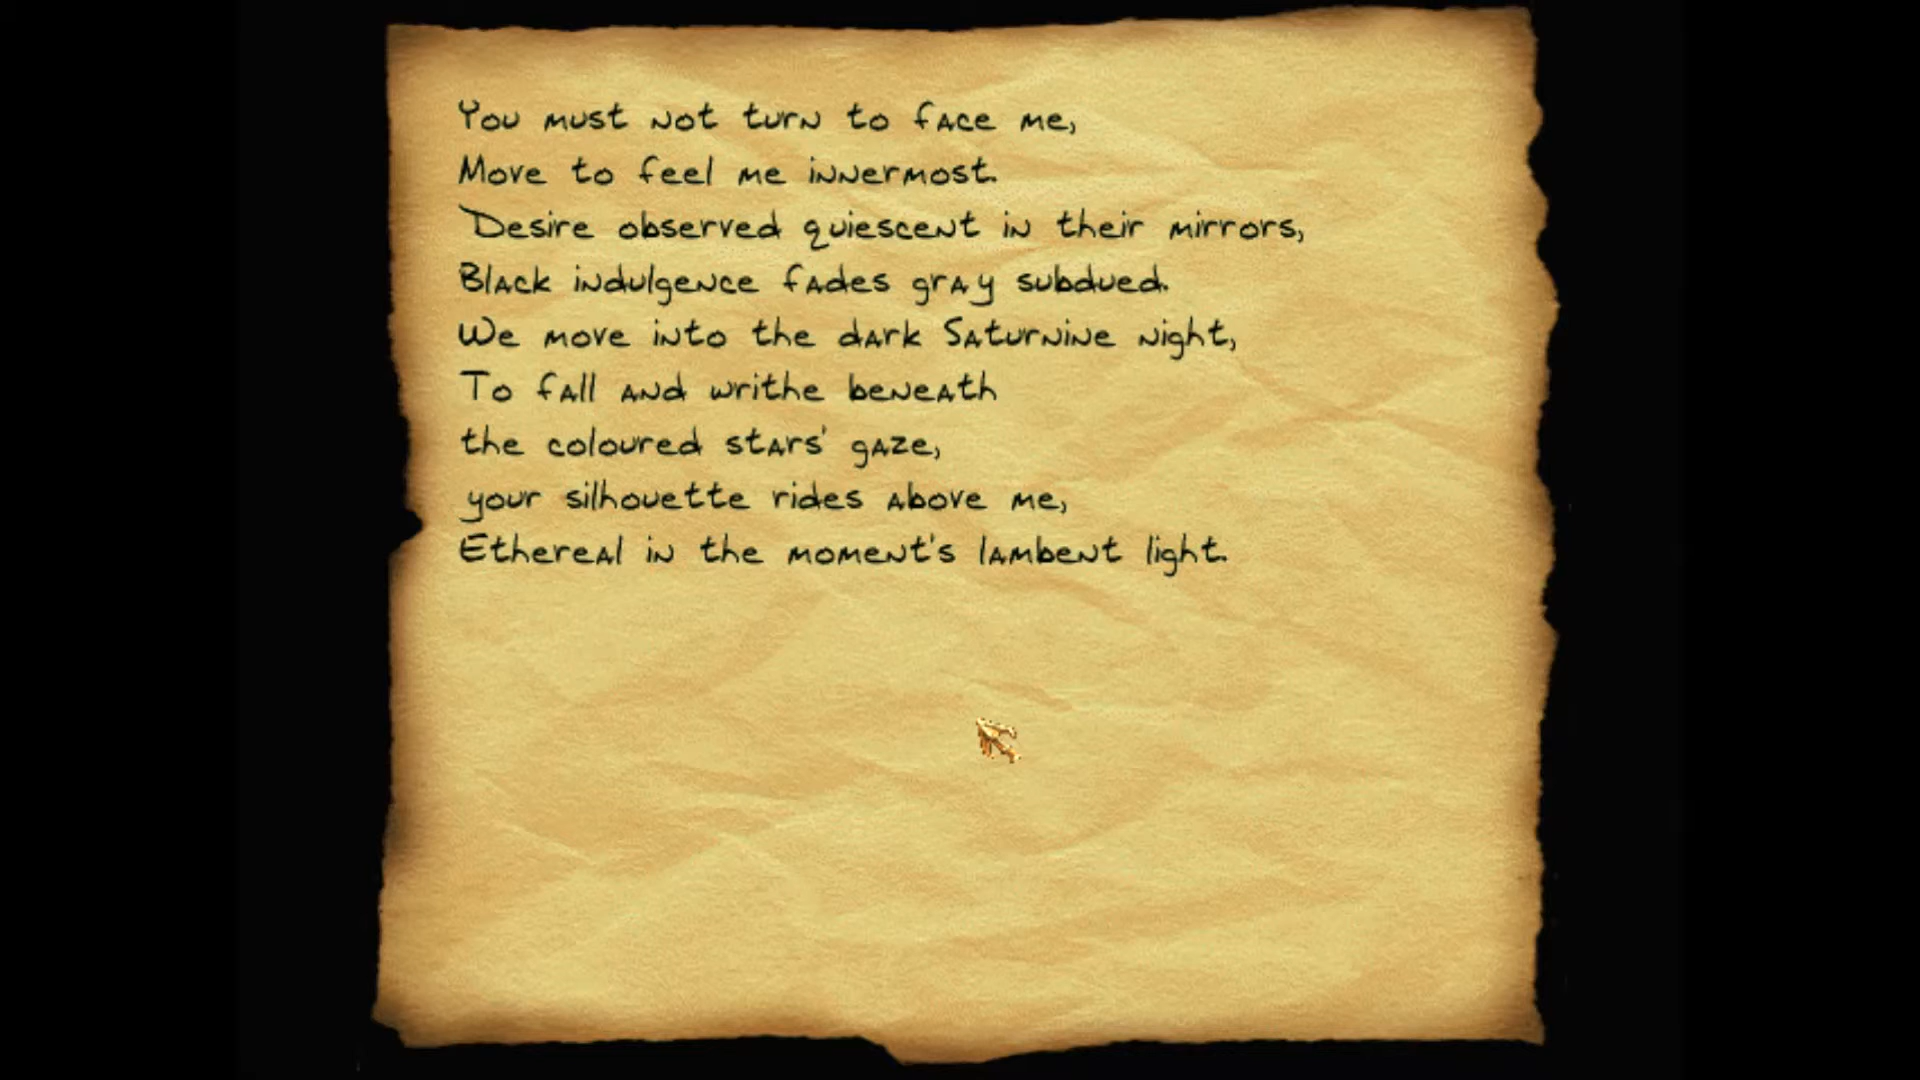 You must not turn to face me,
Move to feel me innermost.
Desire observed quiescent in their mirrors,
Black indulgence fades gray subdued.
We move into the dark Saturnine night,
To fall and writhe beneath
the coloured stars' gaze,
your silhouette rides above me,
Ethereal in the moment's lambent light.